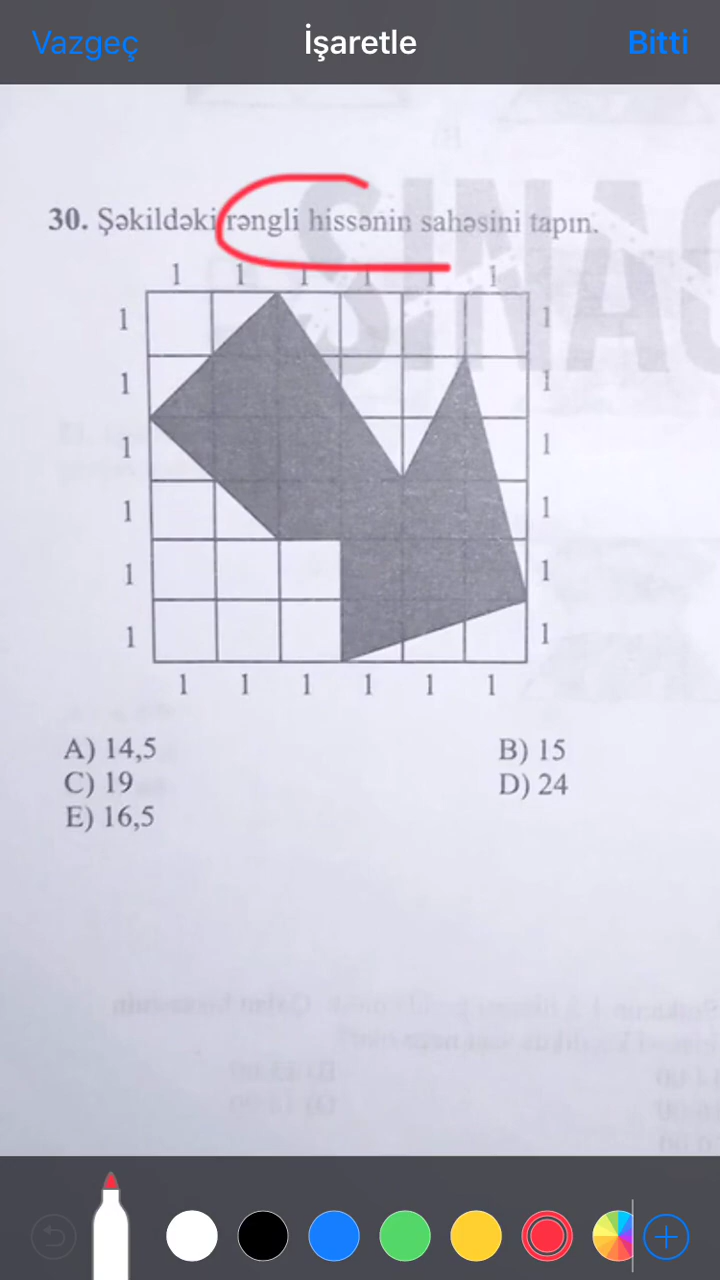 Vazgeç İşaretle Bitti
SINAQ
30. Şəkildəki rəngli hissənin sahəsini tapın.
1 1 1 1 1 1
1 1
1 1
1 1
1 1
1 1
1 1
1 1 1 1 1 1
A) 14,5 B) 15
C) 19 D) 24
E) 16,5